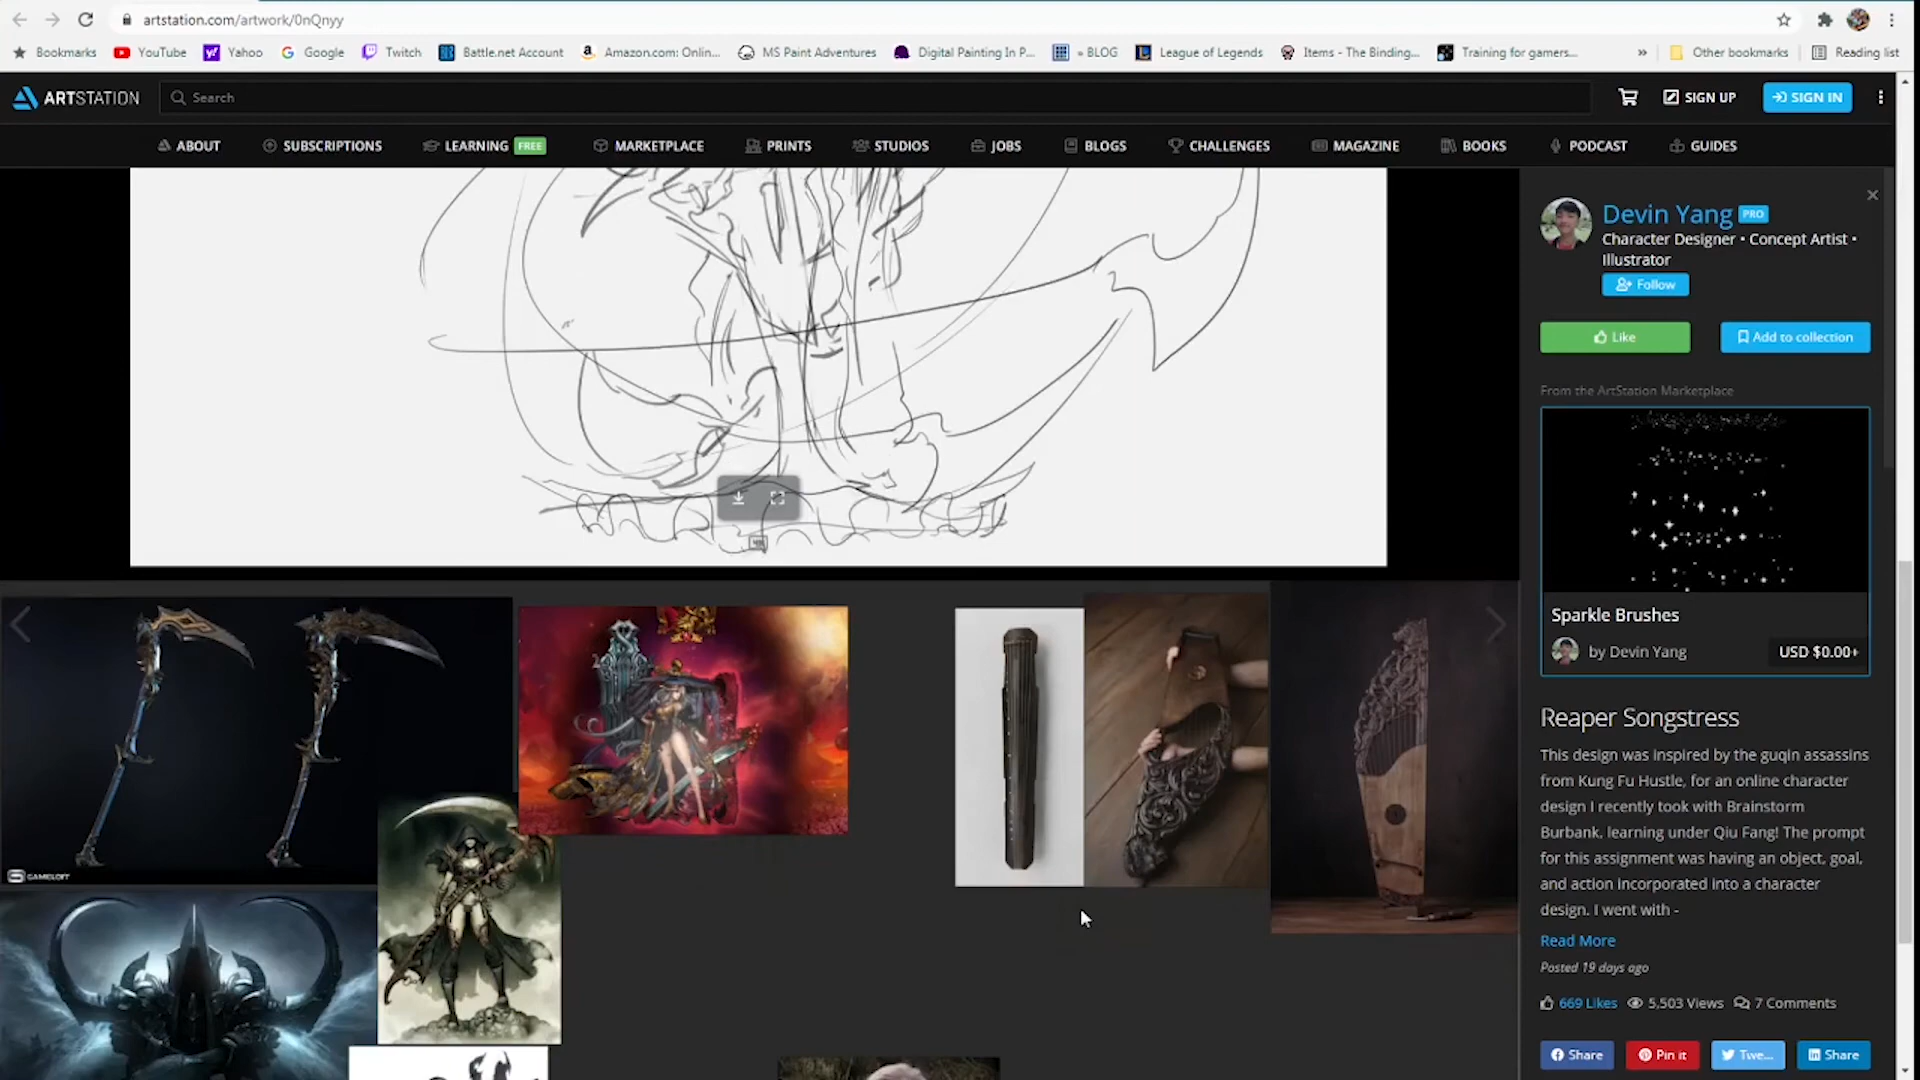 artstation.com/artwork/0nQnyy
Bookmarks YouTube Yahoo Google Twitch Battle.net Account Amazon.com: Onlin... MS Paint Adventures Digital Painting In P... » BLOG League of Legends Items - The Binding... Training for gamers... » Other bookmarks Reading list
ARTSTATION Search SIGN UP SIGN IN
ABOUT SUBSCRIPTIONS LEARNING FREE MARKETPLACE PRINTS STUDIOS JOBS BLOGS CHALLENGES MAGAZINE BOOKS PODCAST GUIDES
Devin Yang PRO
Character Designer • Concept Artist •
Illustrator
Follow
Like Add to collection
From the ArtStation Marketplace
Sparkle Brushes
by Devin Yang USD $0.00+
Reaper Songstress
This design was inspired by the guqin assassins
from Kung Fu Hustle, for an online character
design I recently took with Brainstorm
Burbank, learning under Qiu Fang! The prompt
for this assignment was having an object, goal,
and action incorporated into a character
design. I went with -
Read More
Posted 19 days ago
669 Likes 5,503 Views 7 Comments
Share Pin it Twe... Share
GAMELOFT